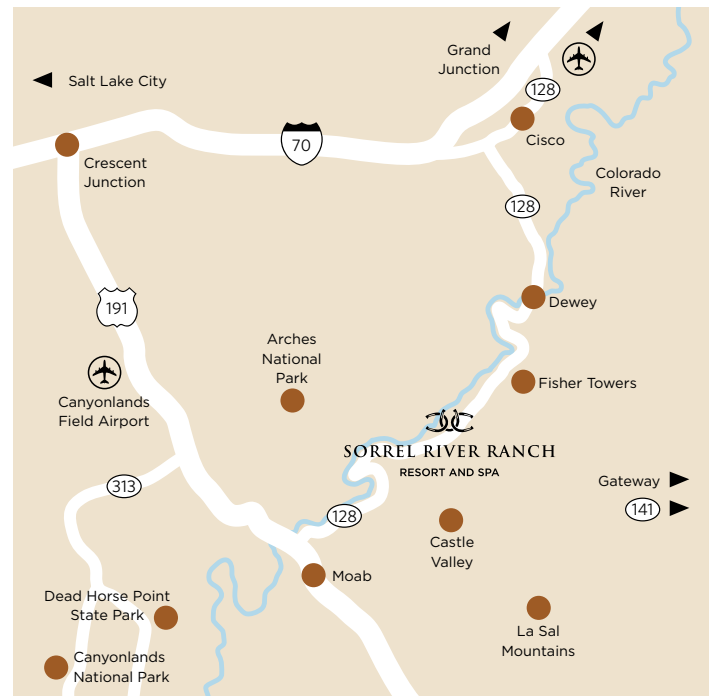 Grand
Junction
Salt Lake City
128
70
Cisco
Crescent
Junction
Colorado
River
128
191
Dewey
Arches
National
Park
Canyonlands
Field Airport
Fisher Towers
SORREL RIVER RANCH
RESORT AND SPA
313
Gateway
141
128
Castle
Valley
Moab
Dead Horse Point
State Park
La Sal
Mountains
Canyonlands
National Park